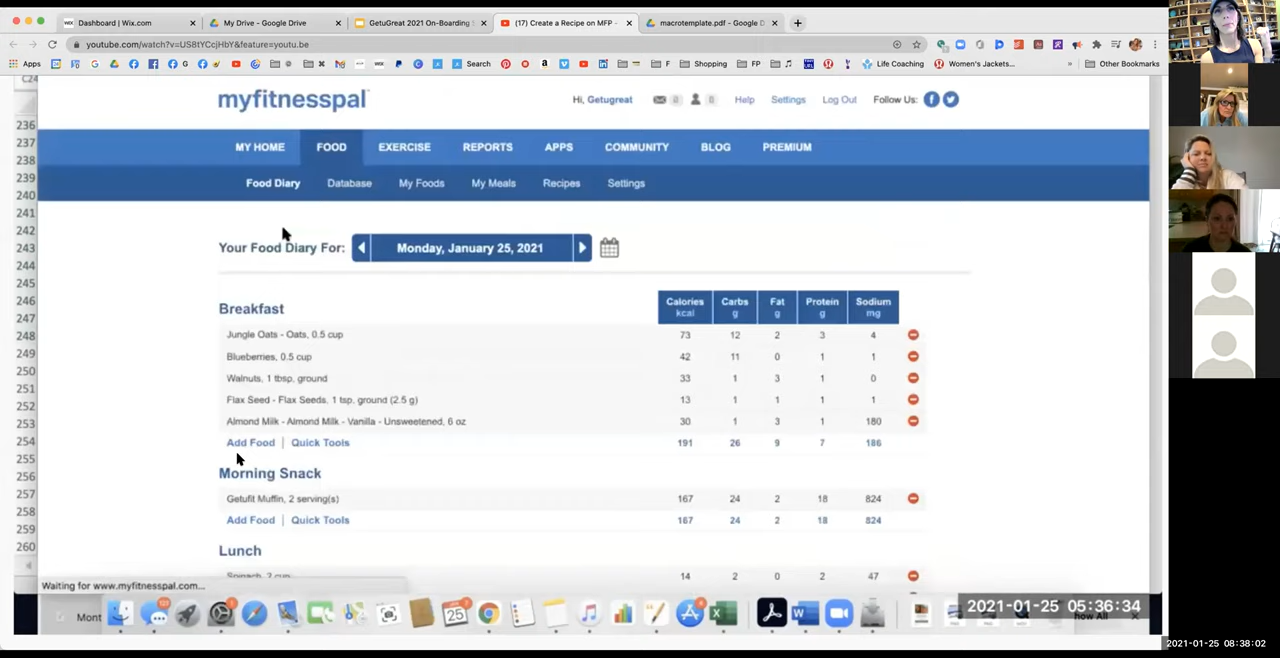 Dashboard | Wix.com
My Drive - Google Drive
GetuGreat 2021 On-Boarding
(17) Create a Recipe on MFP -
macrotemplate.pdf - Google D
youtube.com/watch?v=US8tYCcjHbY&feature=youtu.be
Apps
G
F
G
Search
F
Shopping
FP
Life Coaching
Women's Jackets...
Other Bookmarks
C24
236
237
238
239
240
241
242
243
244
245
246
247
248
249
250
251
252
253
254
255
256
257
258
259
260
myfitnesspal
Hi, Getugreat
0
0
Help
Settings
Log Out
Follow Us:
MY HOME
FOOD
EXERCISE
REPORTS
APPS
COMMUNITY
BLOG
PREMIUM
Food Diary
Database
My Foods
My Meals
Recipes
Settings
Your Food Diary For:
Monday, January 25, 2021
Breakfast
Calories kcal Carbs g Fat g Protein g Sodium mg
Jungle Oats - Oats, 0.5 cup 73 12 2 3 4
Blueberries, 0.5 cup 42 11 0 1 1
Walnuts, 1 tbsp, ground 33 1 3 1 0
Flax Seed - Flax Seeds, 1 tsp, ground (2.5 g) 13 1 1 1 1
Almond Milk - Almond Milk - Vanilla - Unsweetened, 6 oz 30 1 3 1 180
Add Food | Quick Tools 191 26 9 7 186
Morning Snack
Getufit Muffin, 2 serving(s) 167 24 2 18 824
Add Food | Quick Tools 167 24 2 18 824
Lunch
Spinach, 2 cup 14 2 0 2 47
Waiting for www.myfitnesspal.com...
Mont
2021-01-25 05:36:34
2021-01-25 08:38:02